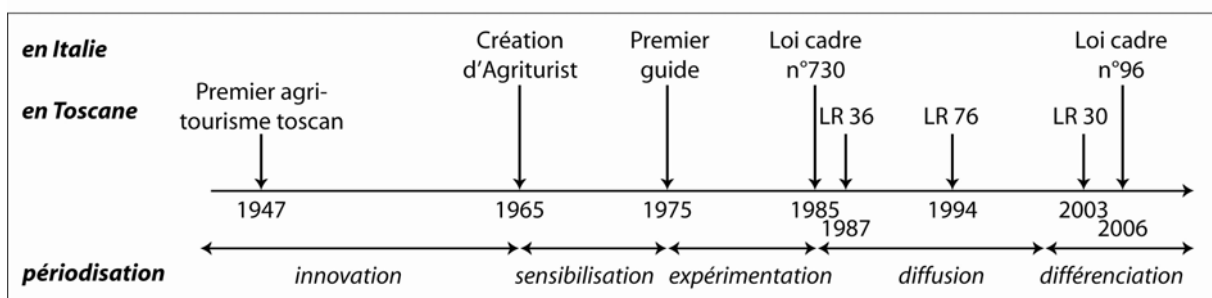 en Italie
Création
d'Agriturist
Premier
guide
Loi cadre
n°730
Loi cadre
n°96
en Toscane
Premier agri-
tourisme toscan
LR 36
LR 76
LR 30
1947
1965
1975
1985
1987
1994
2003
2006
périodisation
innovation
sensibilisation
expérimentation
diffusion
différenciation